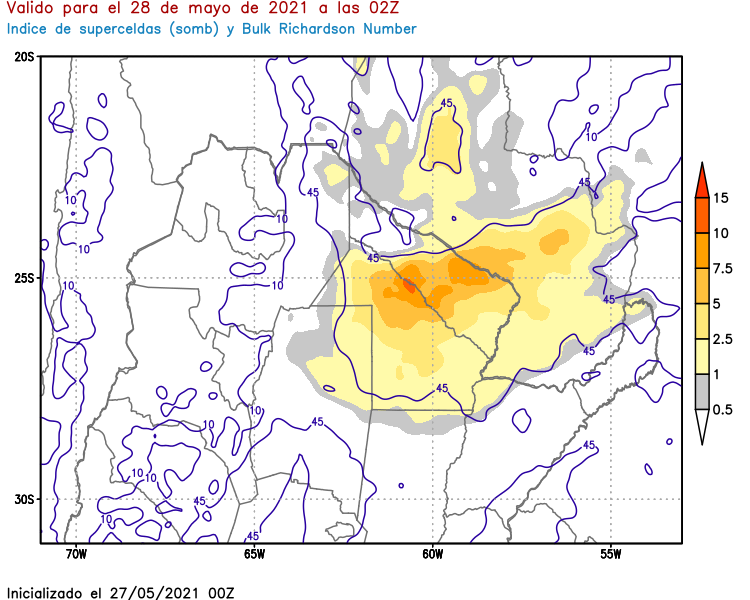 Valido para el 28 de mayo de 2021 a las 02Z
Indice de superceldas (somb) y Bulk Richardson Number
20S
25S
30S
70W
65W
60W
55W
45
10
45
10
45
10
10
45
10
10
45
45
45
10
10
45
45
10
10
45
10
45
15
10
7.5
5
2.5
1
0.5
Inicializado el 27/05/2021 00Z